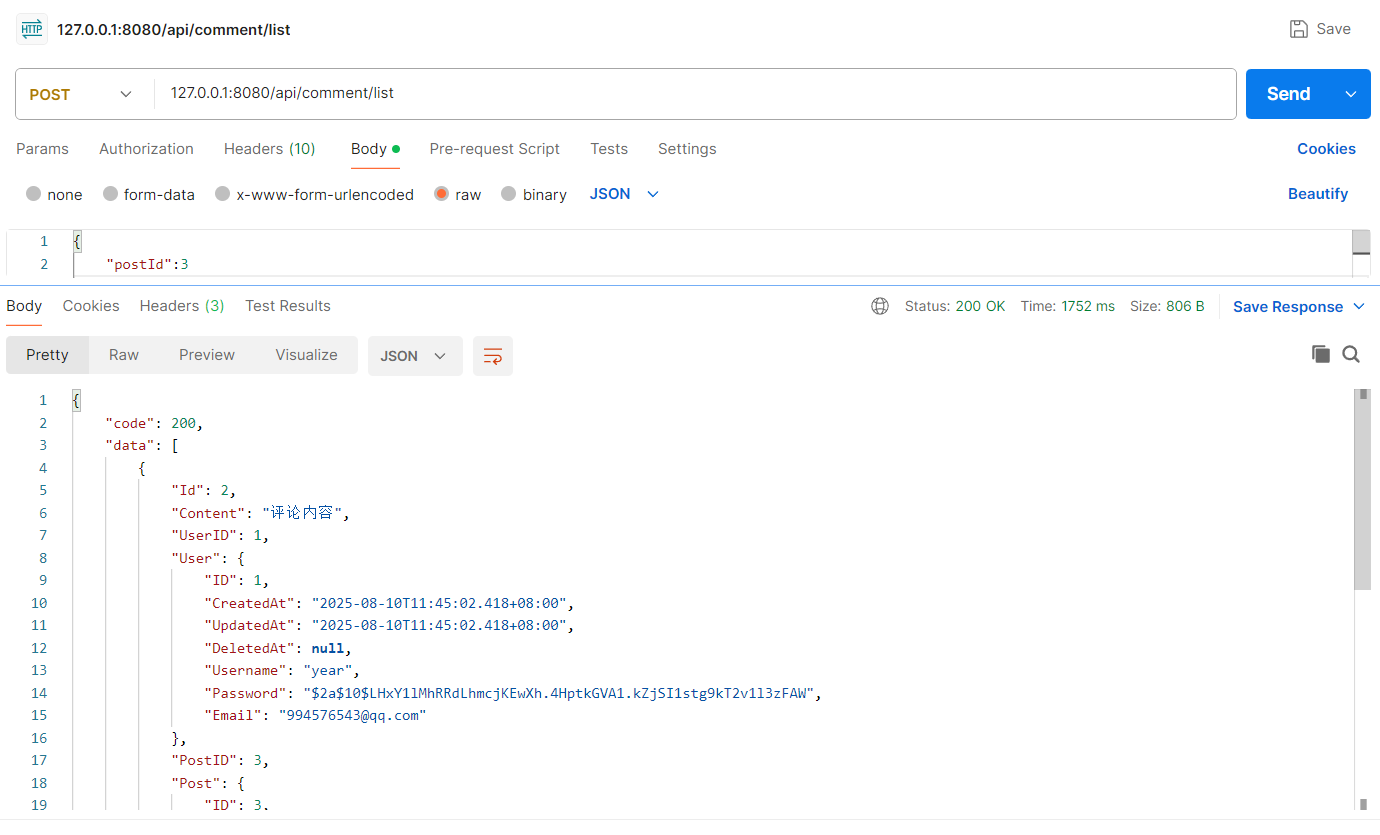 HTTP 127.0.0.1:8080/api/comment/list Save
POST 127.0.0.1:8080/api/comment/list Send
Params Authorization Headers (10) Body Pre-request Script Tests Settings Cookies
none form-data x-www-form-urlencoded raw binary JSON Beautify
1 {
2 "postId":3
Body Cookies Headers (3) Test Results Status: 200 OK Time: 1752 ms Size: 806 B Save Response
Pretty Raw Preview Visualize JSON
1 {
2 "code": 200,
3 "data": [
4 {
5 "Id": 2,
6 "Content": "评论内容",
7 "UserID": 1,
8 "User": {
9 "ID": 1,
10 "CreatedAt": "2025-08-10T11:45:02.418+08:00",
11 "UpdatedAt": "2025-08-10T11:45:02.418+08:00",
12 "DeletedAt": null,
13 "Username": "year",
14 "Password": "$2a$10$LHxY1lMhRRdLhmcjKEwXh.4HptkGVA1.kZjSI1stg9kT2v1l3zFAW",
15 "Email": "994576543@qq.com"
16 },
17 "PostID": 3,
18 "Post": {
19 "ID": 3,